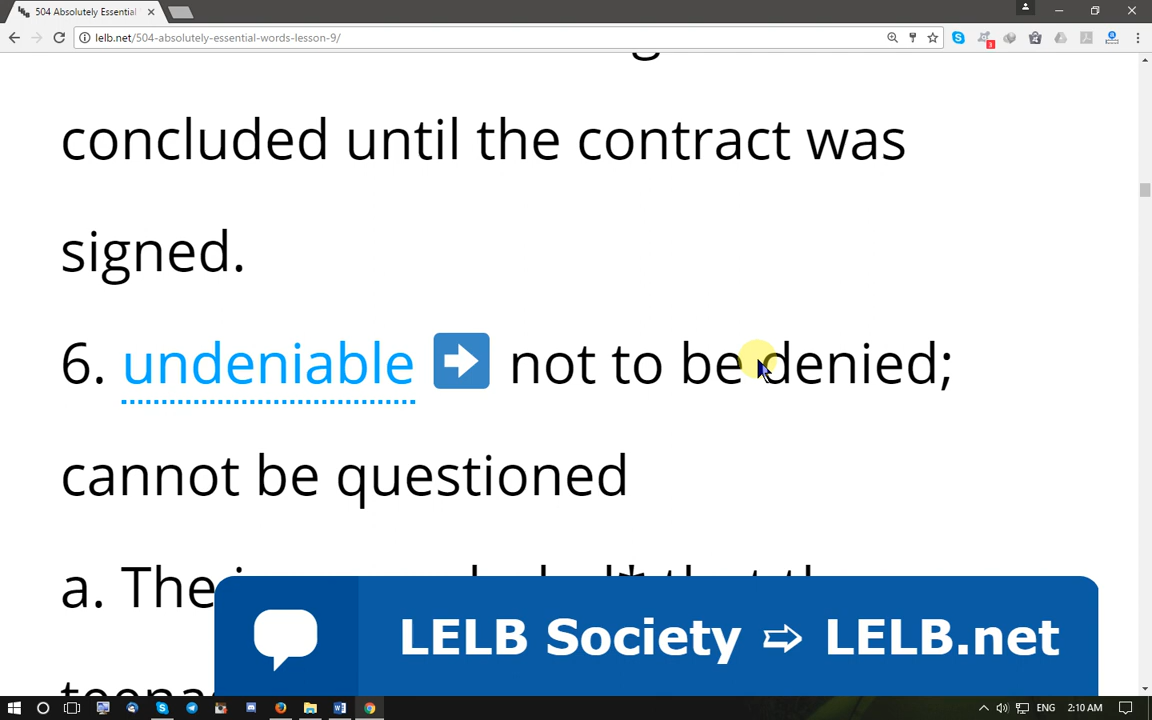 504 Absolutely Essential
lelb.net/504-absolutely-essential-words-lesson-9/
concluded until the contract was
signed.
6. undeniable ➡ not to be denied;
cannot be questioned
a. The
LELB Society ⇨ LELB.net
ENG 2:10 AM